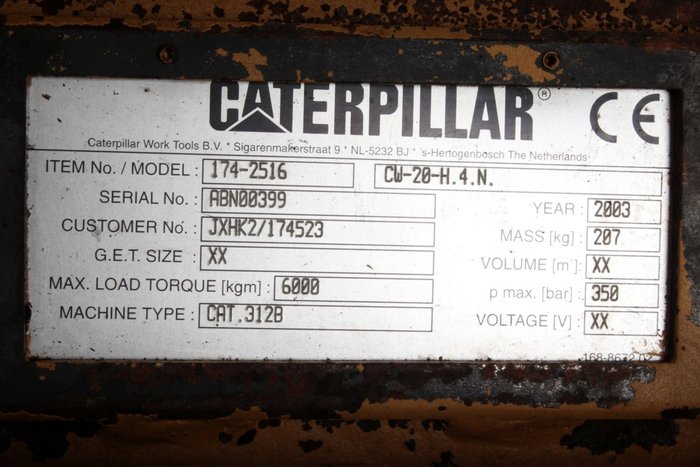 CATERPILLAR® CE
Caterpillar Work Tools B.V. * Sigarenmakerstraat 9 * NL-5232 BJ * 's-Hertogenbosch The Netherlands
ITEM No. / MODEL : 174-2516 CW-20-H.4.N.
SERIAL No. : ABN00399
YEAR : 2003
CUSTOMER No. : JXHK2/174523
MASS [kg] : 207
G.E.T. SIZE : XX
VOLUME [m³] : XX
MAX. LOAD TORQUE [kgm] : 6000
p max. [bar] : 350
MACHINE TYPE : CAT.312B
VOLTAGE [V] : XX
168-8672 02